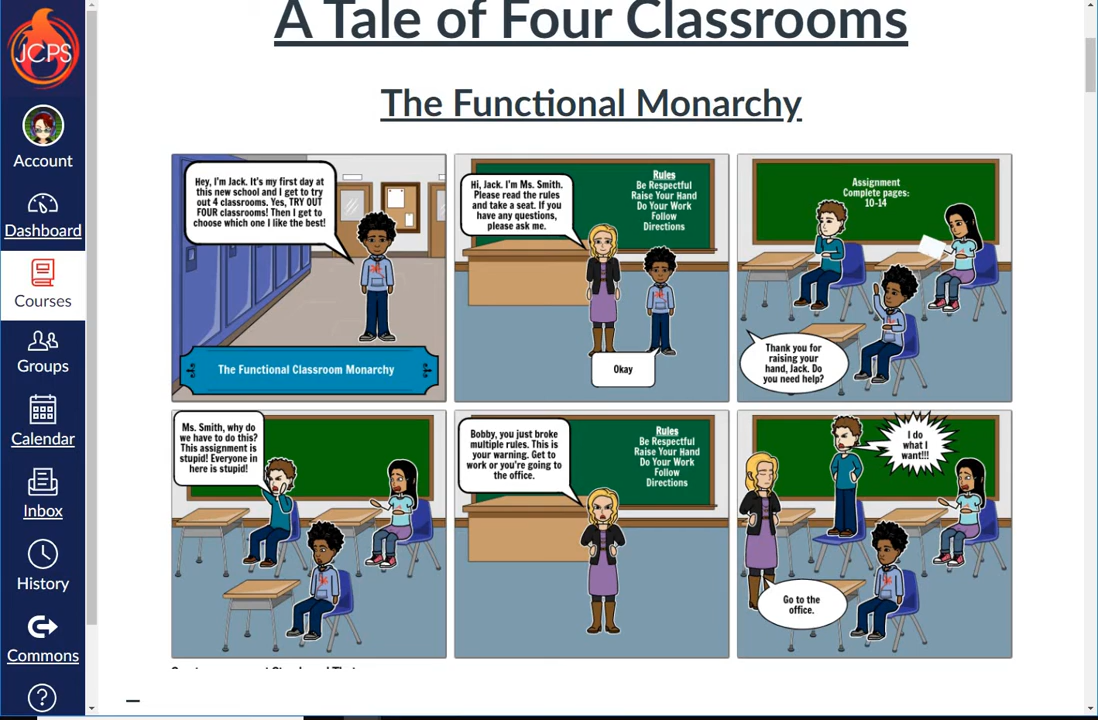 JCPS
Account
Dashboard
Courses
Groups
Calendar
Inbox
History
Commons
?
A Tale of Four Classrooms
The Functional Monarchy
Hey, I'm Jack. It's my first day at
this new school and I get to try
out 4 classrooms. Yes, TRY OUT
FOUR classrooms! Then I get to
choose which one I like the best!
The Functional Classroom Monarchy
Hi, Jack. I'm Ms. Smith.
Please read the rules
and take a seat. If you
have any questions,
please ask me.
Rules
Be Respectful
Raise Your Hand
Do Your Work
Follow
Directions
Okay
Assignment
Complete pages:
10-14
Thank you for
raising your
hand, Jack. Do
you need help?
Ms. Smith, why do
we have to do this?
This assignment is
stupid! Everyone in
here is stupid!
Bobby, you just broke
multiple rules. This is
your warning. Get to
work or you're going to
the office.
Rules
Be Respectful
Raise Your Hand
Do Your Work
Follow
Directions
I do
what I
want!!!
Go to the
office.